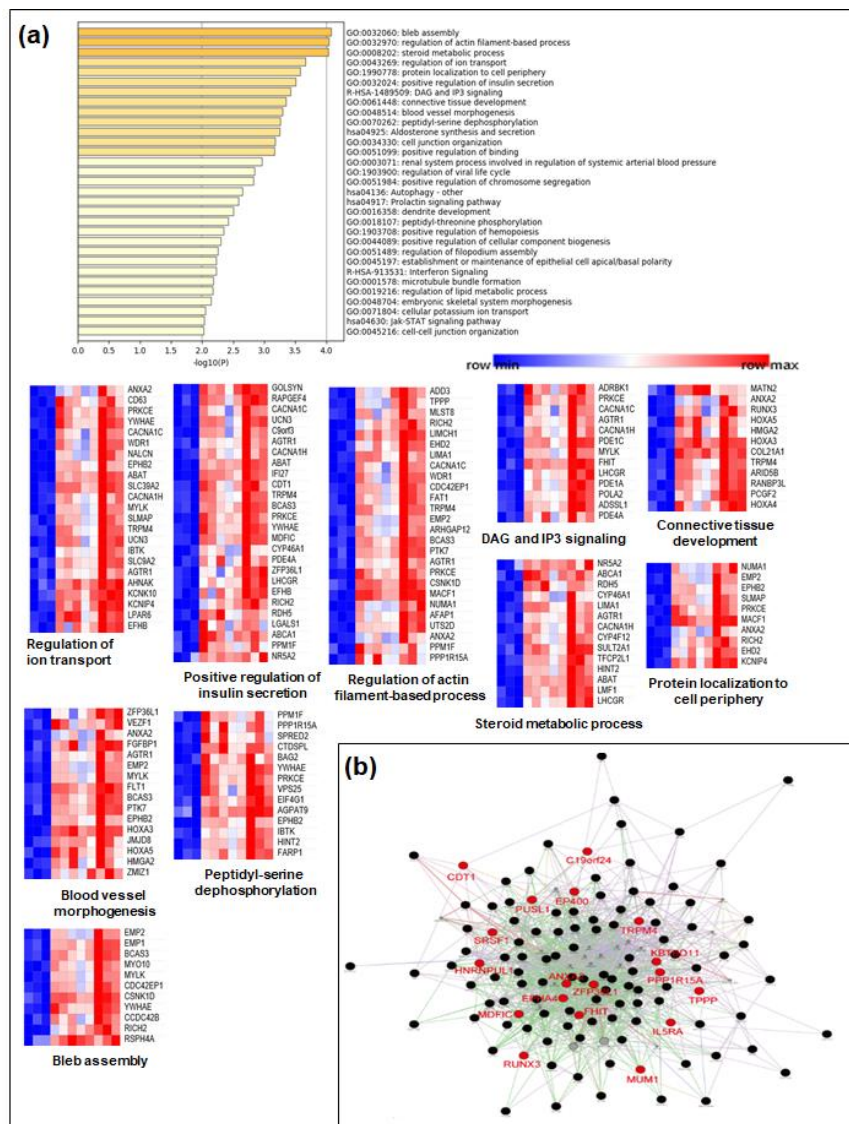 (a)
GO:0032060: bleb assembly
GO:0032970: regulation of actin filament-based process
GO:0008202: steroid metabolic process
GO:0043269: regulation of ion transport
GO:1990778: protein localization to cell periphery
GO:0032024: positive regulation of insulin secretion
R-HSA-1489509: DAG and IP3 signaling
GO:0061448: connective tissue development
GO:0048514: blood vessel morphogenesis
GO:0070262: peptidyl-serine dephosphorylation
hsa04925: Aldosterone synthesis and secretion
GO:0034330: cell junction organization
GO:0051099: positive regulation of binding
GO:0003071: renal system process involved in regulation of systemic arterial blood pressure
GO:1903900: regulation of viral life cycle
GO:0051984: positive regulation of chromosome segregation
hsa04136: Autophagy - other
hsa04917: Prolactin signaling pathway
GO:0016358: dendrite development
GO:0018107: peptidyl-threonine phosphorylation
GO:1903708: positive regulation of hemopoiesis
GO:0044089: positive regulation of cellular component biogenesis
GO:0051489: regulation of filopodium assembly
GO:0045197: establishment or maintenance of epithelial cell apical/basal polarity
R-HSA-913531: Interferon Signaling
GO:0001578: microtubule bundle formation
GO:0019216: regulation of lipid metabolic process
GO:0048704: embryonic skeletal system morphogenesis
GO:0071804: cellular potassium ion transport
hsa04630: Jak-STAT signaling pathway
GO:0045216: cell-cell junction organization
0.0 0.5 1.0 1.5 2.0 2.5 3.0 3.5 4.0
-log10(P)
row min row max
ANXA2
CD63
PRKCE
YWHAE
CACNA1C
WDR1
NALCN
EPHB2
ABAT
SLC39A2
CACNA1H
MYLK
SLMAP
TRPM4
UCN3
IBTK
SLC9A2
AGTR1
AHNAK
KCNK10
KCNIP4
LPAR6
EFHB
Regulation of
ion transport
GOLSYN
RAPGEF4
CACNA1C
UCN3
C9orf3
AGTR1
CACNA1H
ABAT
IFI27
CDT1
TRPM4
BCAS3
PRKCE
YWHAE
MDFIC
CYP46A1
PDE4A
ZFP36L1
LHCGR
EFHB
RICH2
RDH5
LGALS1
ABCA1
PPM1F
NR5A2
Positive regulation of
insulin secretion
ADD3
TPPP
MLST8
RICH2
LIMCH1
EHD2
LIMA1
CACNA1C
WDR1
CDC42EP1
FAT1
TRPM4
EMP2
ARHGAP12
BCAS3
PTK7
AGTR1
PRKCE
CSNK1D
MACF1
NUMA1
AFAP1
UTS2D
ANXA2
PPM1F
PPP1R15A
Regulation of actin
filament-based process
ADRBK1
PRKCE
CACNA1C
AGTR1
CACNA1H
PDE1C
MYLK
FHIT
LHCGR
PDE1A
POLA2
ADSSL1
PDE4A
DAG and IP3 signaling
MATN2
ANXA2
RUNX3
HOXA5
HMGA2
HOXA3
COL21A1
TRPM4
ARID5B
RANBP3L
PCGF2
HOXA4
Connective tissue
development
NR5A2
ABCA1
RDH5
CYP46A1
LIMA1
AGTR1
CACNA1H
CYP4F12
SULT2A1
TFCP2L1
HINT2
ABAT
LMF1
LHCGR
Steroid metabolic process
NUMA1
EMP2
EPHB2
SLMAP
PRKCE
MACF1
ANXA2
RICH2
EHD2
KCNIP4
Protein localization to
cell periphery
ZFP36L1
VEZF1
ANXA2
FGFBP1
AGTR1
EMP2
MYLK
FLT1
BCAS3
PTK7
EPHB2
HOXA3
JMJD8
HOXA5
HMGA2
ZMIZ1
Blood vessel
morphogenesis
PPM1F
PPP1R15A
SPRED2
CTDSPL
BAG2
YWHAE
PRKCE
VPS25
EIF4G1
AGPAT9
EPHB2
IBTK
HINT2
FARP1
Peptidyl-serine
dephosphorylation
EMP2
EMP1
BCAS3
MYO10
MYLK
CDC42EP1
CSNK1D
YWHAE
CCDC42B
RICH2
RSPH4A
Bleb assembly
(b)
C19orf24
CDT1
EP400
PUSL1
TRPM4
SRSF1
HNRNPUL1
PPP1R15A
ZFP36L1
TPPP
EPHA4
MDFIC
FHIT
IL5RA
RUNX3
MUM1